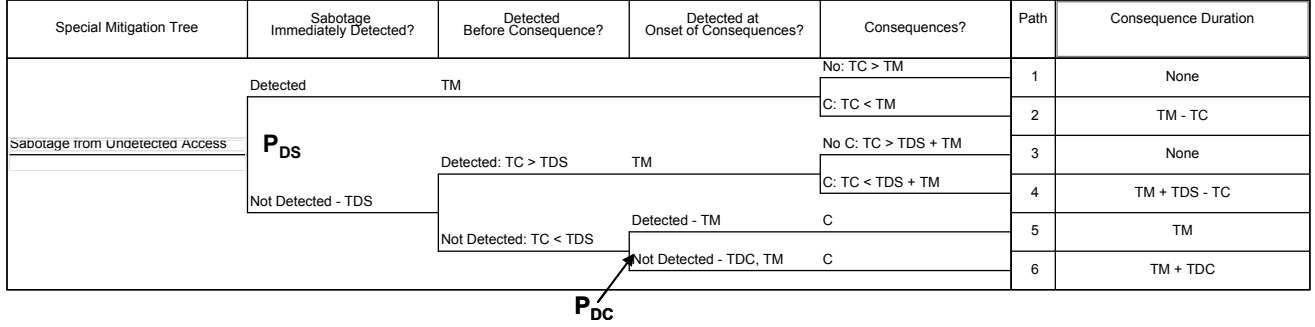 Special Mitigation Tree
Sabotage
Immediately Detected?
Detected
Before Consequence?
Detected at
Onset of Consequences?
Consequences?
Path
Consequence Duration
No: TC > TM
1
None
Detected
TM
C: TC < TM
2
TM - TC
Sabotage from Undetected Access
PDS
No C: TC > TDS + TM
3
None
Detected: TC > TDS
TM
C: TC < TDS + TM
4
TM + TDS - TC
Not Detected - TDS
Detected - TM
C
5
TM
Not Detected: TC < TDS
Not Detected - TDC, TM
C
6
TM + TDC
PDC